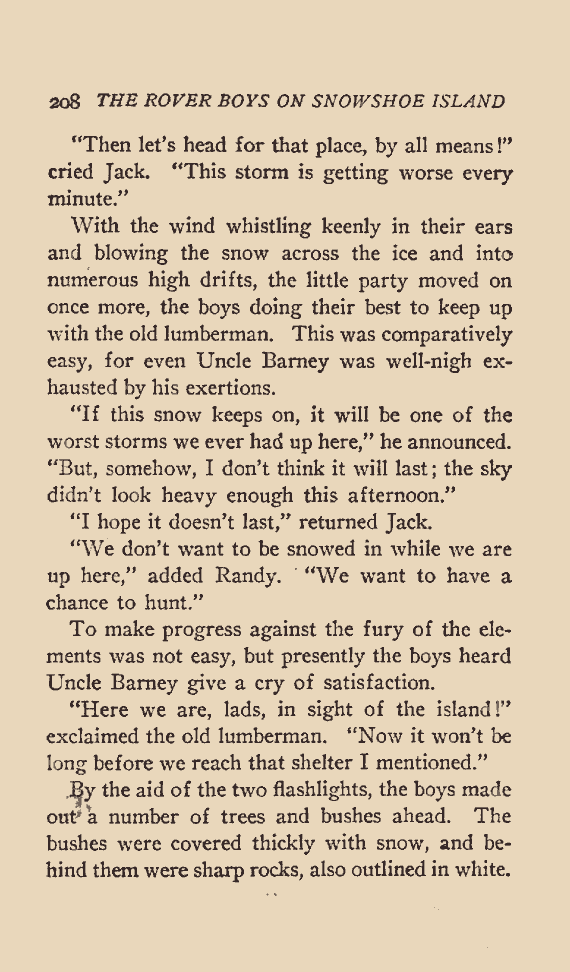 208 THE ROVER BOYS ON SNOWSHOE ISLAND
“Then let’s head for that place, by all means!”
cried Jack. “This storm is getting worse every
minute.”
With the wind whistling keenly in their ears
and blowing the snow across the ice and into
numerous high drifts, the little party moved on
once more, the boys doing their best to keep up
with the old lumberman. This was comparatively
easy, for even Uncle Barney was well-nigh ex-
hausted by his exertions.
“If this snow keeps on, it will be one of the
worst storms we ever had up here,” he announced.
“But, somehow, I don’t think it will last; the sky
didn’t look heavy enough this afternoon.”
“I hope it doesn’t last,” returned Jack.
“We don’t want to be snowed in while we are
up here,” added Randy. “We want to have a
chance to hunt.”
To make progress against the fury of the ele-
ments was not easy, but presently the boys heard
Uncle Barney give a cry of satisfaction.
“Here we are, lads, in sight of the island!”
exclaimed the old lumberman. “Now it won’t be
long before we reach that shelter I mentioned.”
By the aid of the two flashlights, the boys made
out a number of trees and bushes ahead. The
bushes were covered thickly with snow, and be-
hind them were sharp rocks, also outlined in white.